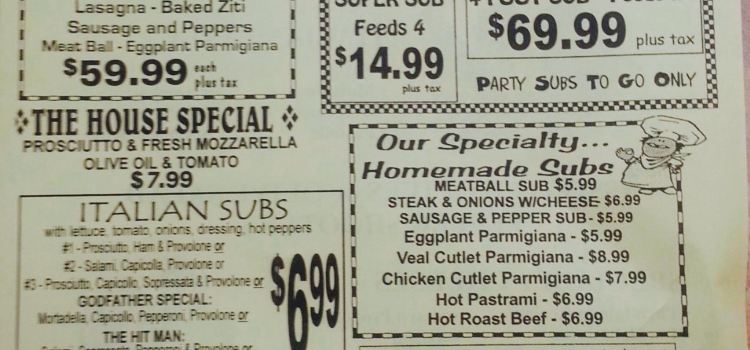 Lasagna - Baked Ziti
Sausage and Peppers
Meat Ball - Eggplant Parmigiana
$59.99 each plus tax
SUPER SUB
Feeds 4
$14.99
plus tax
$69.99 plus tax
PARTY SUBS TO GO ONLY
THE HOUSE SPECIAL
PROSCIUTTO & FRESH MOZZARELLA
OLIVE OIL & TOMATO
$7.99
ITALIAN SUBS
with lettuce, tomato, onions, dressing, hot peppers
#1 - Prosciutto, Ham & Provolone or
#2 - Salami, Capicolla, Provolone or
#3 - Prosciutto, Capicollo, Sopressata & Provolone or
GODFATHER SPECIAL:
Mortadella, Capicollo, Pepperoni, Provolone or
THE HIT MAN:
$6.99
Our Specialty...
Homemade Subs
MEATBALL SUB $5.99
STEAK & ONIONS W/CHEESE- $6.99
SAUSAGE & PEPPER SUB - $5.99
Eggplant Parmigiana - $5.99
Veal Cutlet Parmigiana - $8.99
Chicken Cutlet Parmigiana - $7.99
Hot Pastrami - $6.99
Hot Roast Beef - $6.99